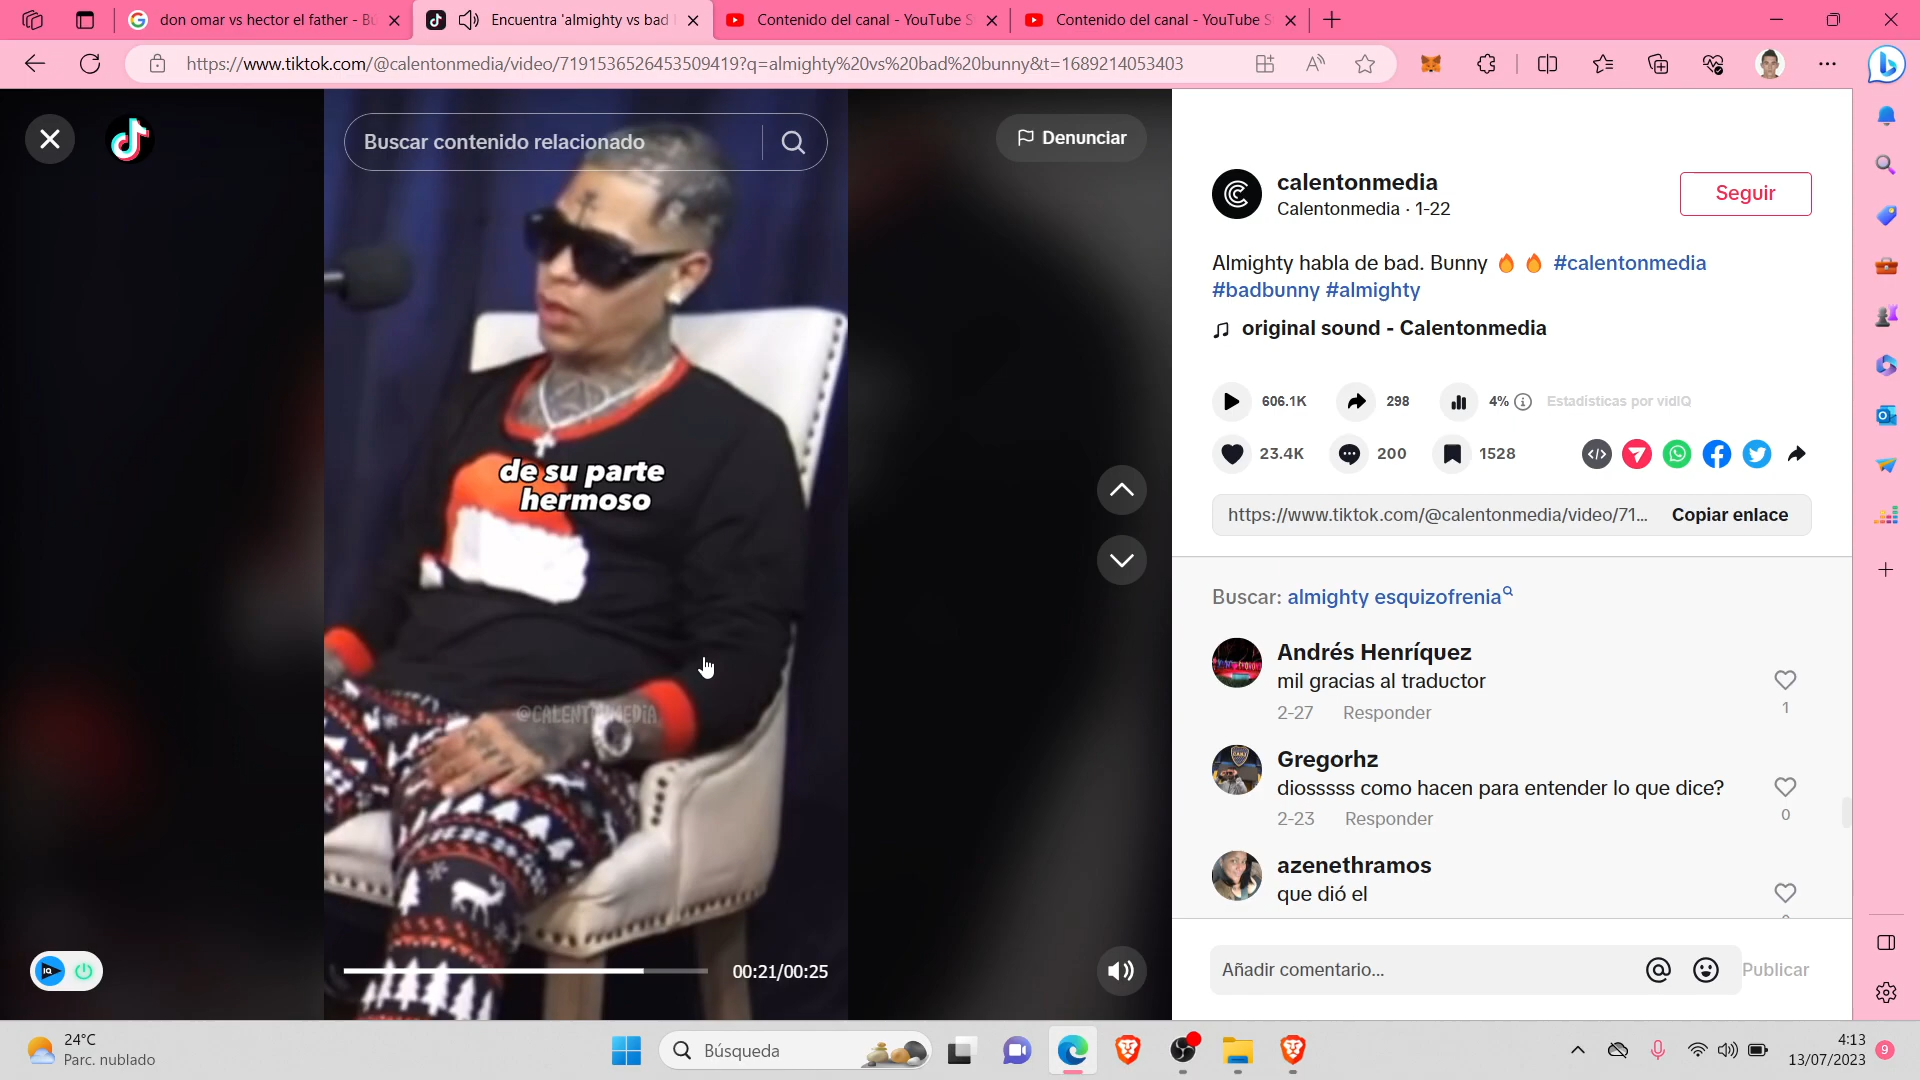 don omar vs hector el father - Bu
Encuentra 'almighty vs bad
Contenido del canal - YouTube S
Contenido del canal - YouTube S
https://www.tiktok.com/@calentonmedia/video/7191536526453509419?q=almighty%20vs%20bad%20bunny&t=1689214053403
Buscar contenido relacionado
Denunciar
de su parte
hermoso
@CALENTONMEDIA
00:21/00:25
calentonmedia
Calentonmedia · 1-22
Seguir
Almighty habla de bad. Bunny 🔥 🔥 #calentonmedia
#badbunny #almighty
original sound - Calentonmedia
606.1K
298
4%
Estadísticas por vidIQ
23.4K
200
1528
https://www.tiktok.com/@calentonmedia/video/71...
Copiar enlace
Buscar: almighty esquizofrenia
Andrés Henríquez
mil gracias al traductor
2-27 Responder
1
Gregorhz
diosssss como hacen para entender lo que dice?
2-23 Responder
0
azenethramos
que dió el
Añadir comentario...
Publicar
24°C
Parc. nublado
Búsqueda
4:13
13/07/2023
9